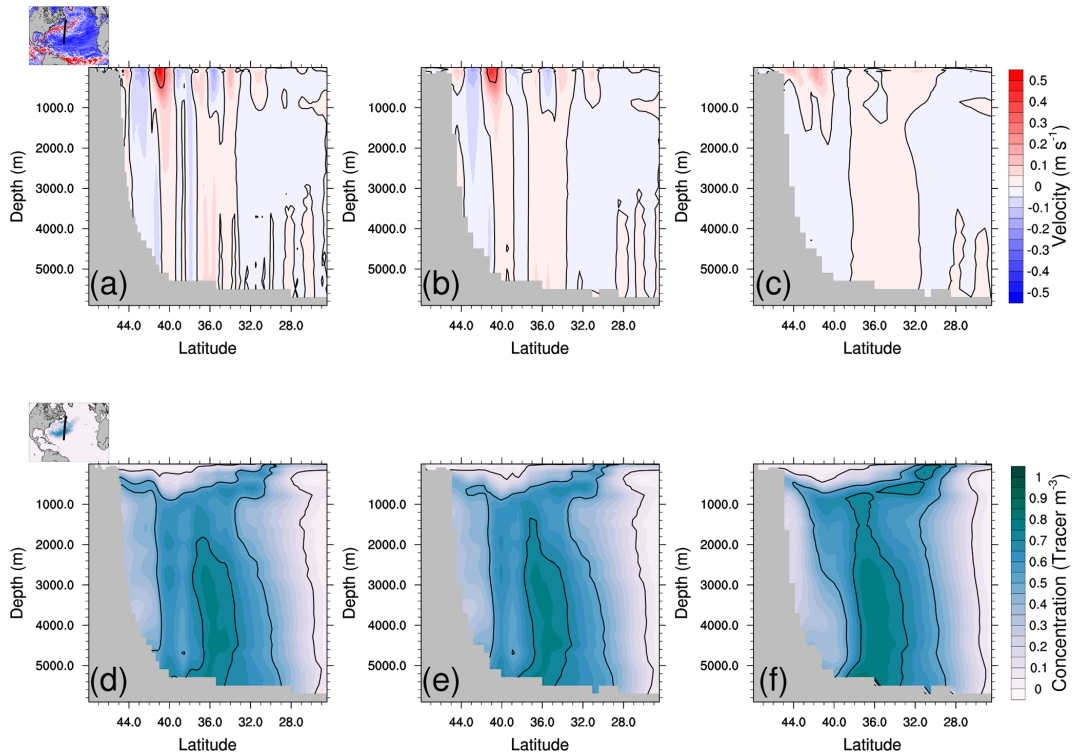 1000.0
2000.0
3000.0
4000.0
5000.0
Depth (m)
(a)
44.0 40.0 36.0 32.0 28.0
Latitude
1000.0
2000.0
3000.0
4000.0
5000.0
Depth (m)
(b)
44.0 40.0 36.0 32.0 28.0
Latitude
1000.0
2000.0
3000.0
4000.0
5000.0
Depth (m)
(c)
44.0 40.0 36.0 32.0 28.0
Latitude
0.5
0.4
0.3
0.2
0.1
0
-0.1
-0.2
-0.3
-0.4
-0.5
Velocity (m s⁻¹)
1000.0
2000.0
3000.0
4000.0
5000.0
Depth (m)
(d)
44.0 40.0 36.0 32.0 28.0
Latitude
1000.0
2000.0
3000.0
4000.0
5000.0
Depth (m)
(e)
44.0 40.0 36.0 32.0 28.0
Latitude
1000.0
2000.0
3000.0
4000.0
5000.0
Depth (m)
(f)
44.0 40.0 36.0 32.0 28.0
Latitude
1
0.9
0.8
0.7
0.6
0.5
0.4
0.3
0.2
0.1
0
Concentration (Tracer m⁻³)